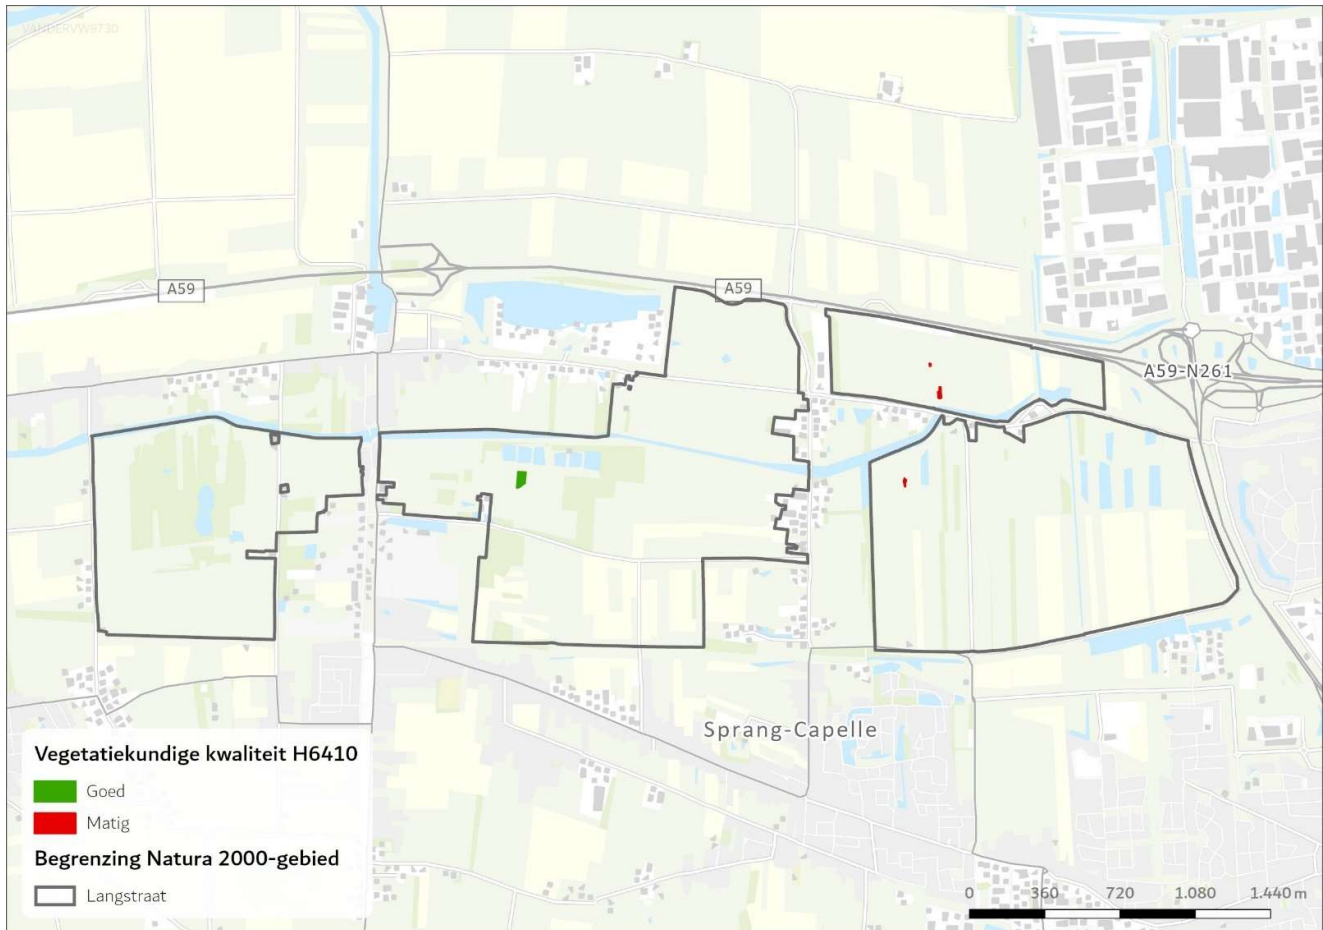 VANDERVW9730
A59
A59
A59-N261
Sprang-Capelle
Vegetatiekundige kwaliteit H6410
Goed
Matig
Begrenzing Natura 2000-gebied
Langstraat
0 360 720 1.080 1.440 m